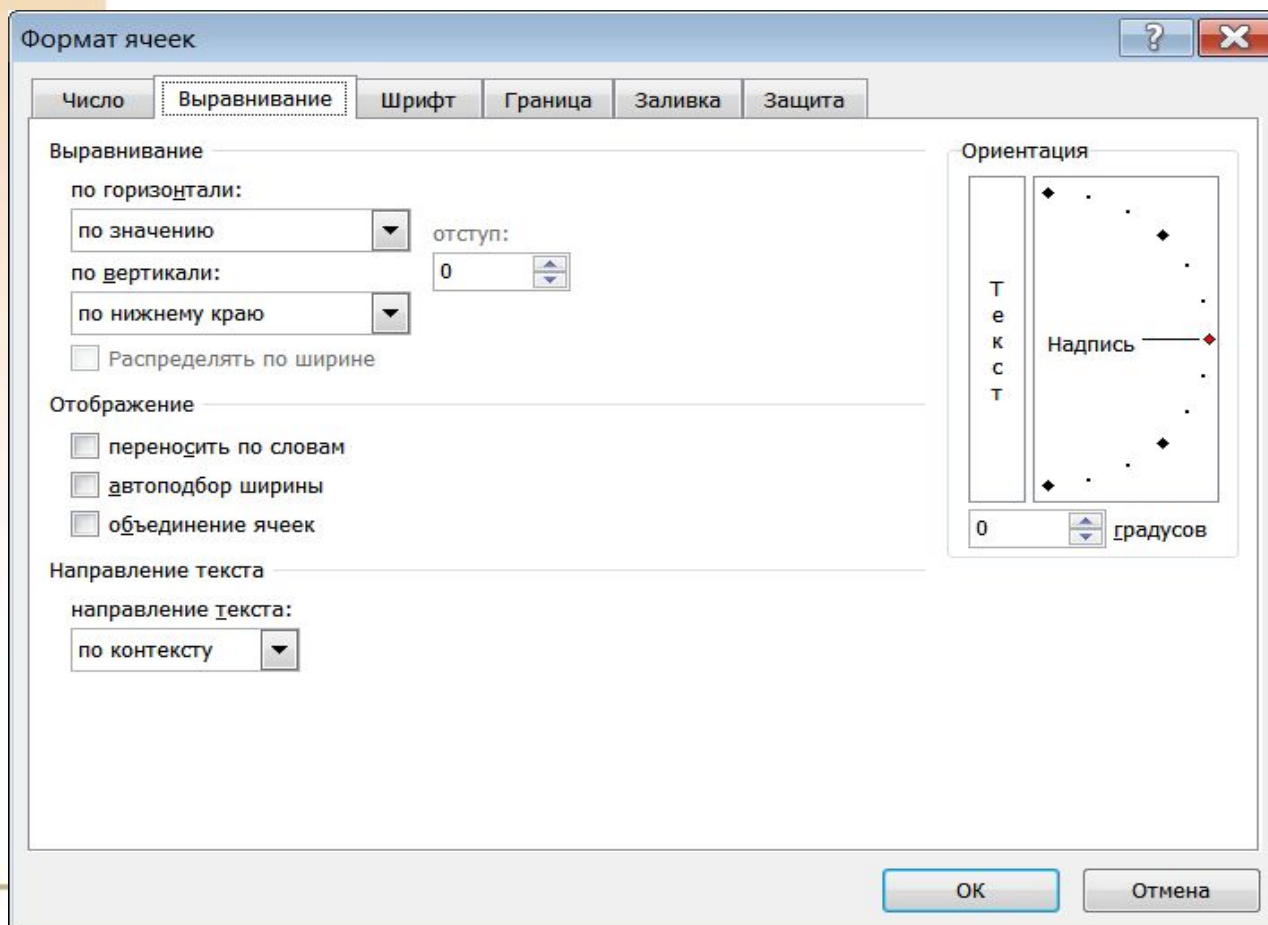 Формат ячеек
Число Выравнивание Шрифт Граница Заливка Защита
Выравнивание
по горизонтали:
по значению
отступ:
по вертикали:
0
по нижнему краю
Распределять по ширине
Отображение
переносить по словам
автоподбор ширины
объединение ячеек
Направление текста
направление текста:
по контексту
Ориентация
Текст
Надпись
0 градусов
ОК Отмена